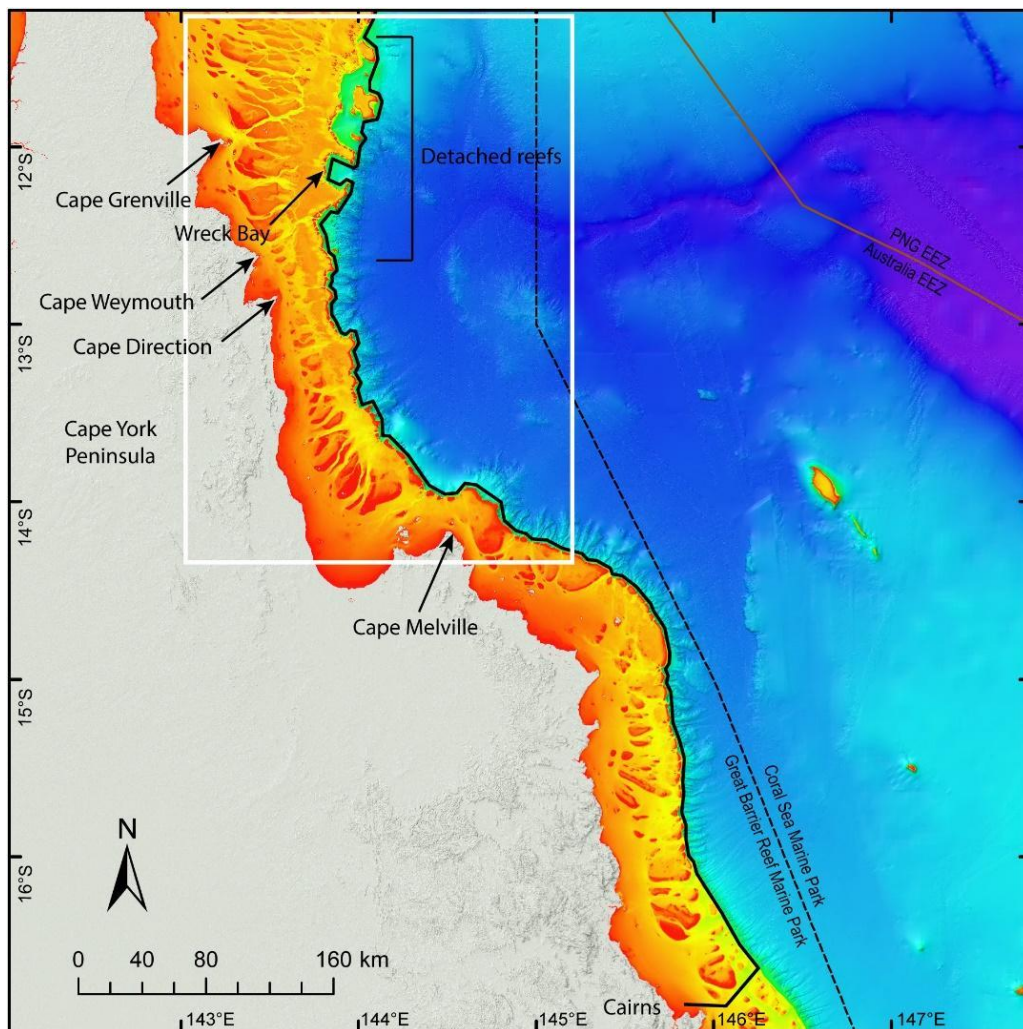 Detached reefs
12°S
Cape Grenville
Wreck Bay
PNG EEZ
Australia EEZ
Cape Weymouth
13°S
Cape Direction
Cape York
Peninsula
14°S
Cape Melville
15°S
Coral Sea Marine Park
Great Barrier Reef Marine Park
16°S
N
0 40 80 160 km
Cairns
143°E 144°E 145°E 146°E 147°E